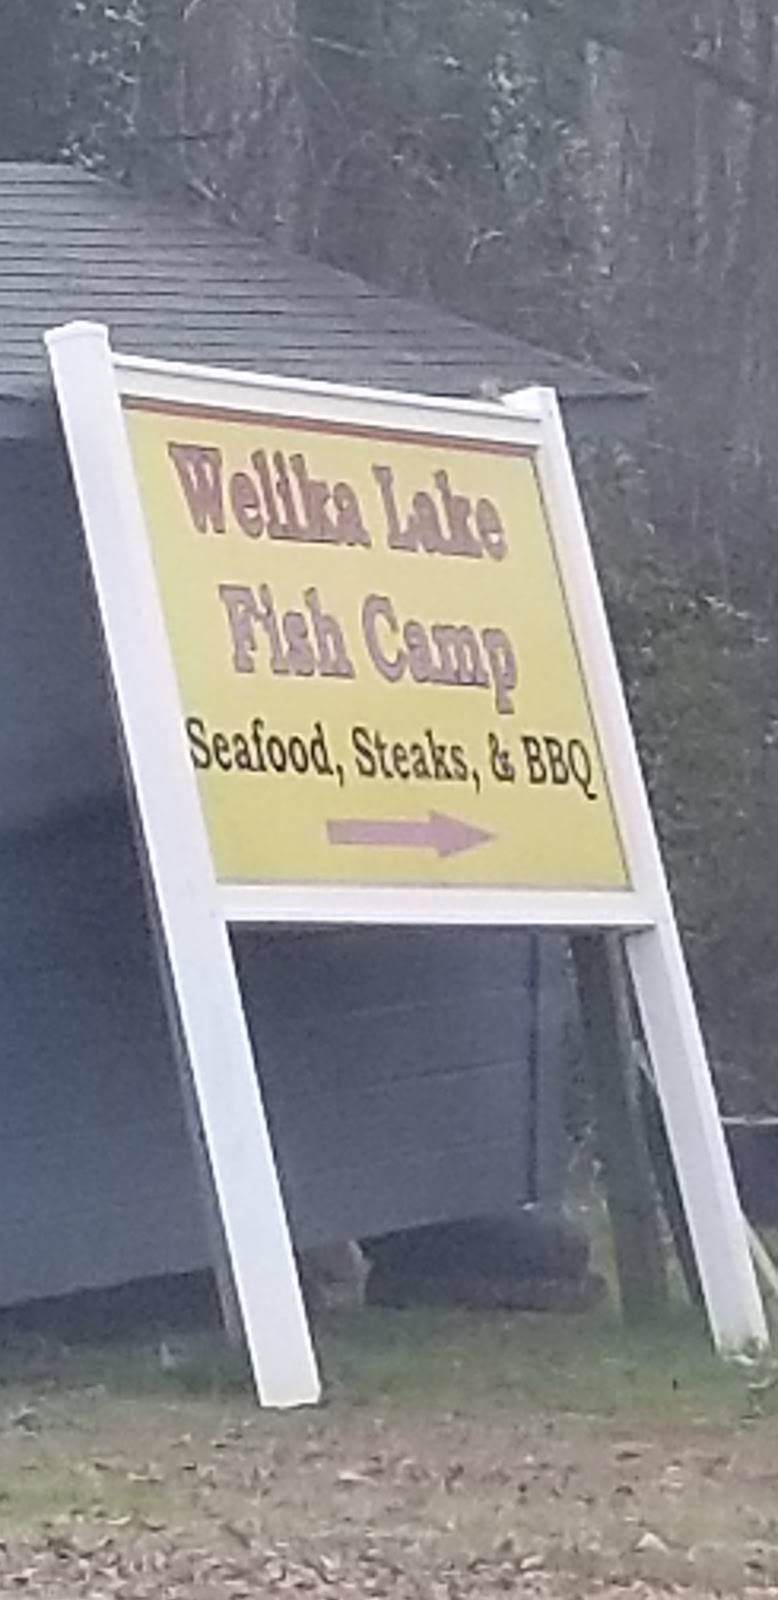 Welika Lake
Fish Camp
Seafood, Steaks, & BBQ